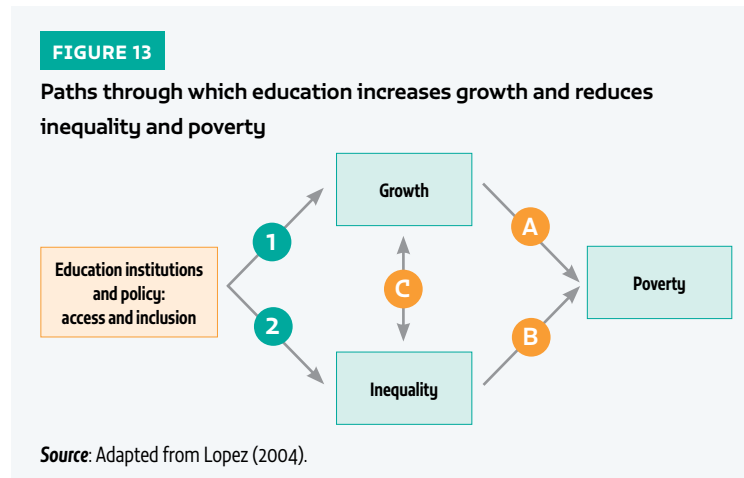 FIGURE 13
Paths through which education increases growth and reduces
inequality and poverty
Growth
1
A
Education institutions
and policy:
access and inclusion
C
Poverty
2
B
Inequality
Source: Adapted from Lopez (2004).